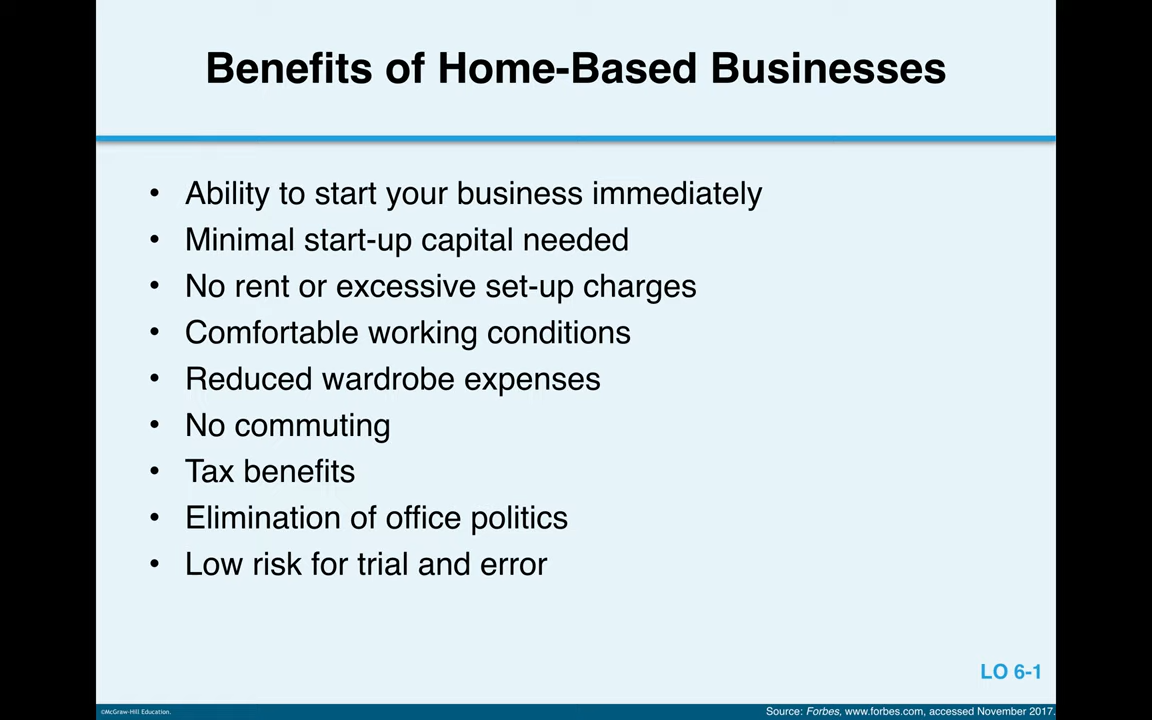 Benefits of Home-Based Businesses
• Ability to start your business immediately
• Minimal start-up capital needed
• No rent or excessive set-up charges
• Comfortable working conditions
• Reduced wardrobe expenses
• No commuting
• Tax benefits
• Elimination of office politics
• Low risk for trial and error
LO 6-1
©McGraw-Hill Education.
Source: Forbes, www.forbes.com, accessed November 2017.